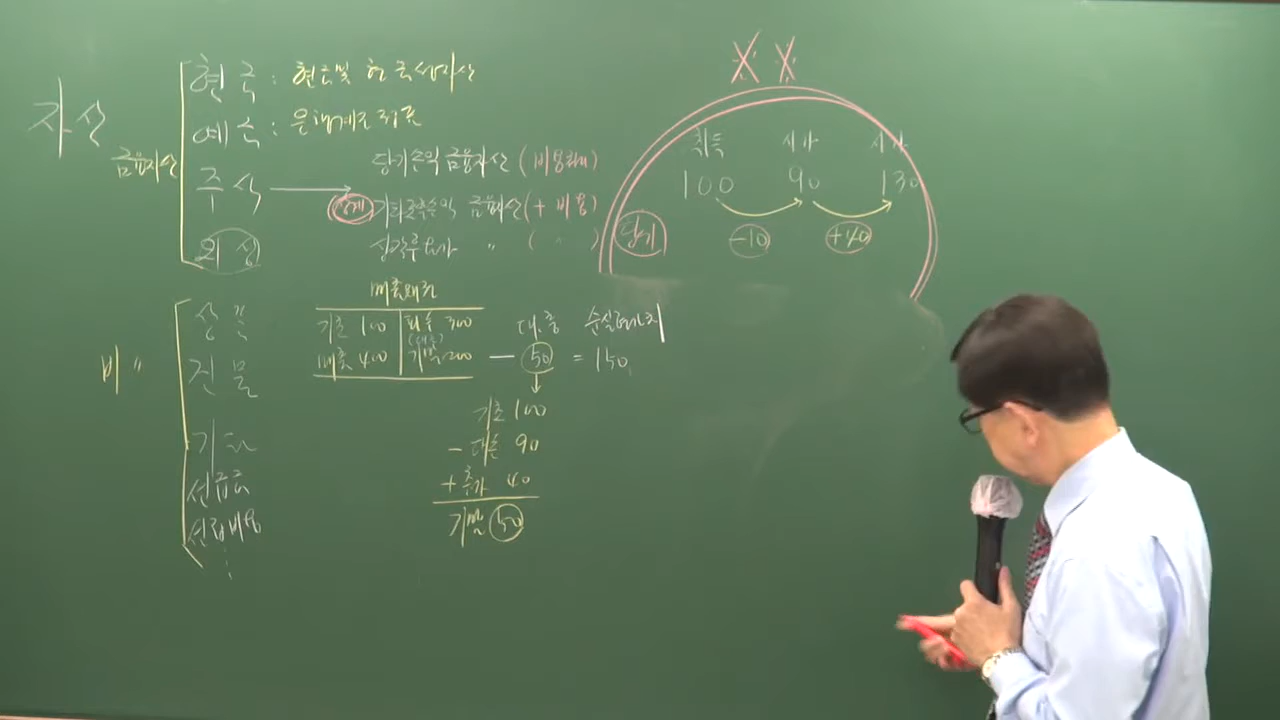 자산
금융자산
현금 : 현금 및 현금성자산
예금 : 은행계좌
주식 → 당기손익 금융자산 (비용처리)
기타포괄손익 금융자산 (+ 비용)
상각후원가 〃 ( 〃 )
외상
비 〃
상품
건물
기타
선급금
선급비용
⋮
매출채권
기초 100 회수 300
(대손)
매출 400 기말 200 — 50 = 150
대·충 순실현가치
↓
기초 100
- 대손 90
+ 추가 40
기말 50
X X
취득 시가 시가
100 90 130
당기 -10 +40